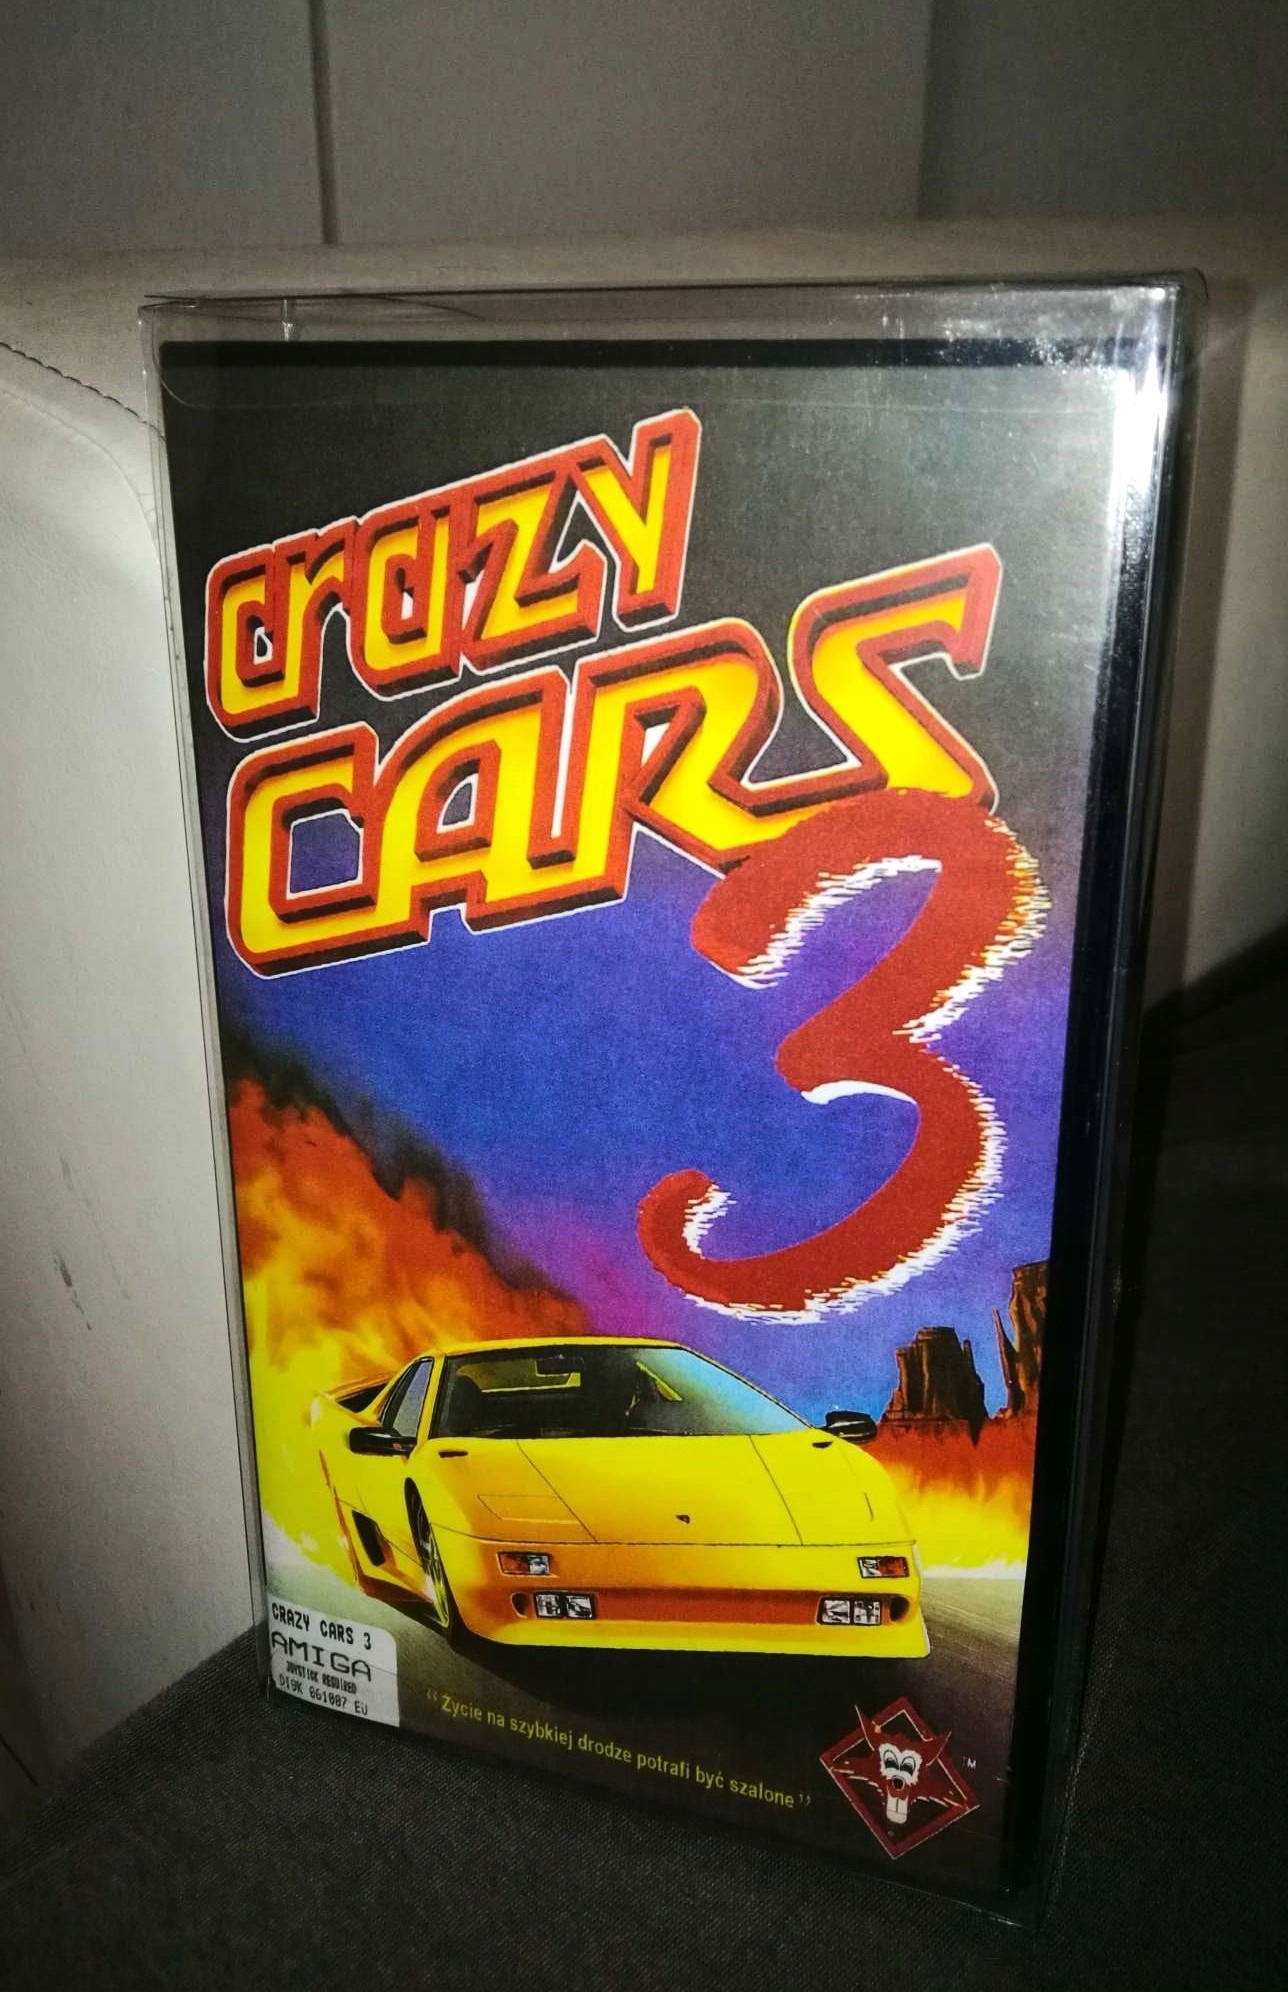 crazy
CARS
3
CRAZY CARS 3
AMIGA
JOYSTICK REQUIRED
DISK 061007 EU
“Zycie na szybkiej drodze potrafi być szalone”
TM